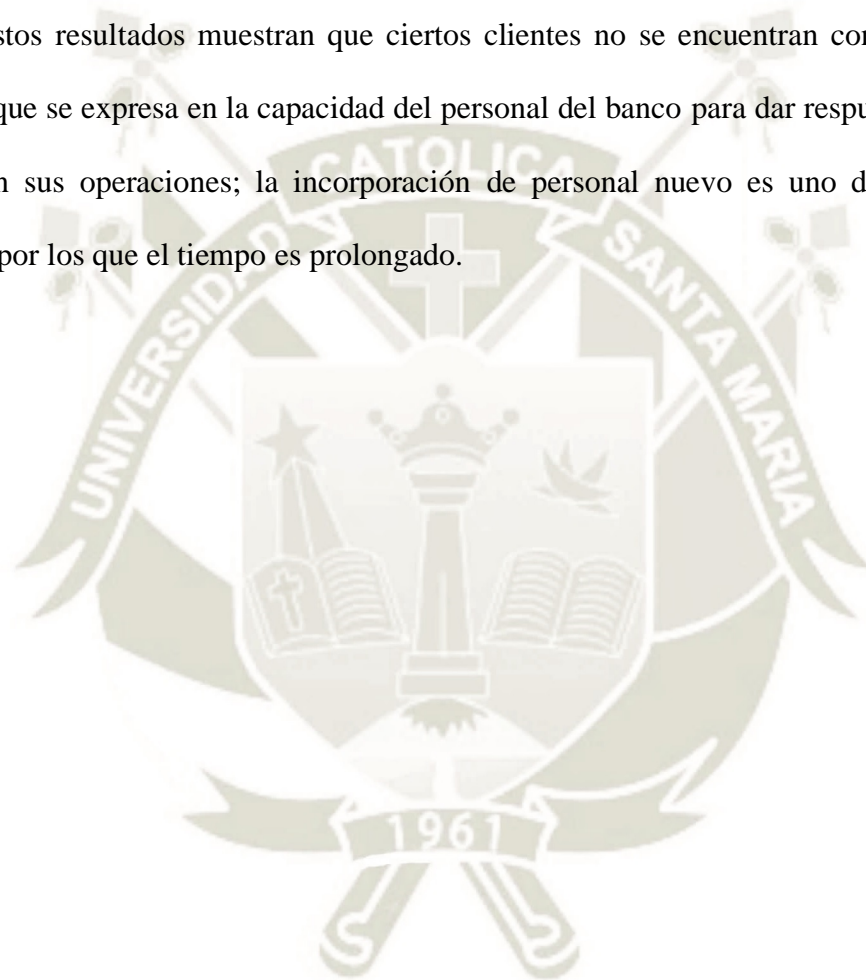 stos resultados muestran que ciertos clientes no se encuentran con
que se expresa en la capacidad del personal del banco para dar respu
n sus operaciones; la incorporación de personal nuevo es uno d
por los que el tiempo es prolongado.
UNIVERSIDAD CATOLICA SANTA MARIA
1961